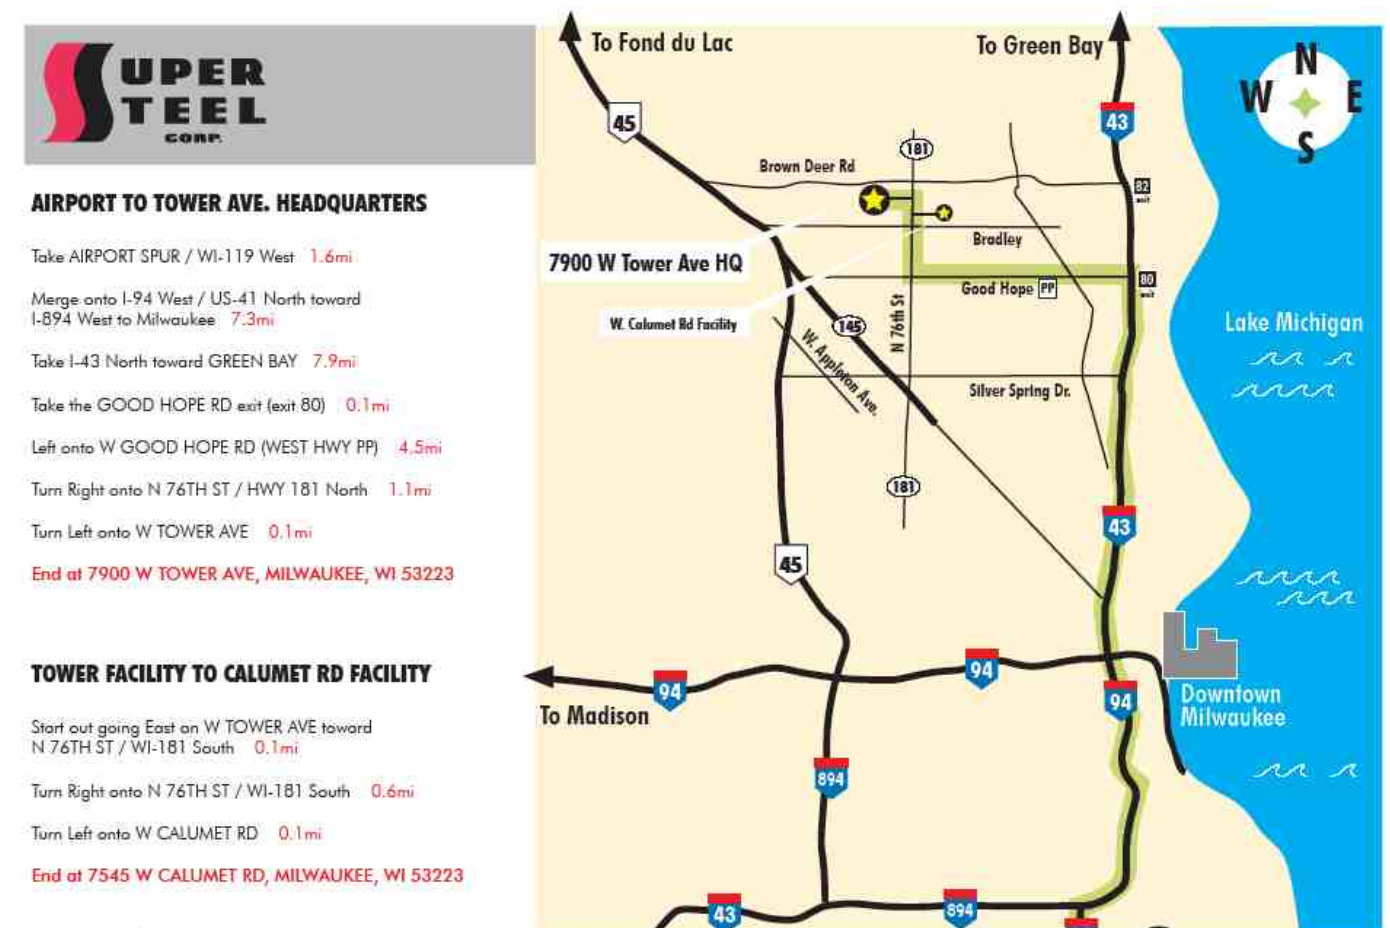 SUPER
STEEL
CORP.
AIRPORT TO TOWER AVE. HEADQUARTERS
Take AIRPORT SPUR / WI-119 West 1.6mi
Merge onto I-94 West / US-41 North toward
I-894 West to Milwaukee 7.3mi
Take I-43 North toward GREEN BAY 7.9mi
Take the GOOD HOPE RD exit (exit 80) 0.1mi
Left onto W GOOD HOPE RD (WEST HWY PP) 4.5mi
Turn Right onto N 76TH ST / HWY 181 North 1.1mi
Turn Left onto W TOWER AVE 0.1mi
End at 7900 W TOWER AVE, MILWAUKEE, WI 53223
TOWER FACILITY TO CALUMET RD FACILITY
Start out going East on W TOWER AVE toward
N 76TH ST / WI-181 South 0.1mi
Turn Right onto N 76TH ST / WI-181 South 0.6mi
Turn Left onto W CALUMET RD 0.1mi
End at 7545 W CALUMET RD, MILWAUKEE, WI 53223
To Fond du Lac
To Green Bay
N
W E
S
45
43
181
Brown Deer Rd
82
exit
Bradley
7900 W Tower Ave HQ
80
exit
Good Hope PP
W. Calumet Rd Facility
N 76th St
145
Lake Michigan
W. Appleton Ave.
Silver Spring Dr.
181
43
45
94
94
94
To Madison
Downtown
Milwaukee
894
43
894